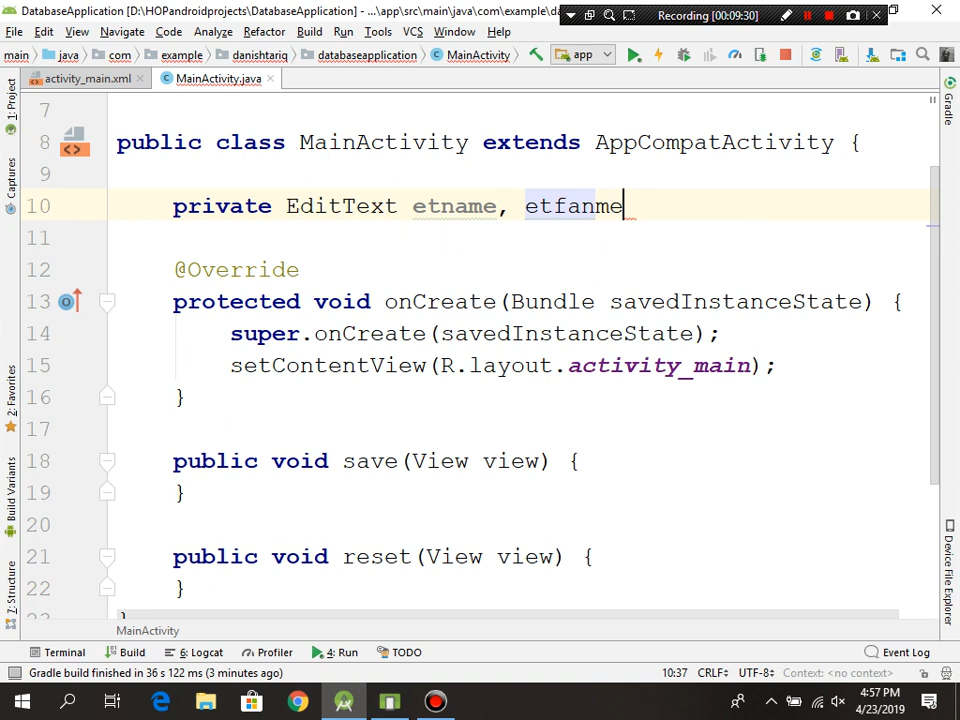 DatabaseApplication [D:\HOPandroidprojects\DatabaseApplication] - ...\app\src\main\java\com\example\da
Recording [00:09:30]
File Edit View Navigate Code Analyze Refactor Build Run Tools VCS Window Help
main java com example danishtariq databaseapplication MainActivity app
activity_main.xml MainActivity.java
1: Project
Captures
2: Favorites
Build Variants
7: Structure
7
8 public class MainActivity extends AppCompatActivity {
9
10 private EditText etname, etfanme
11
12 @Override
13 protected void onCreate(Bundle savedInstanceState) {
14 super.onCreate(savedInstanceState);
15 setContentView(R.layout.activity_main);
16 }
17
18 public void save(View view) {
19 }
20
21 public void reset(View view) {
22 }
23 }
Gradle
Device File Explorer
MainActivity
Terminal Build 6: Logcat Profiler 4: Run TODO Event Log
Gradle build finished in 36 s 122 ms (3 minutes ago) 10:37 CRLF UTF-8 Context: <no context>
4:57 PM
4/23/2019